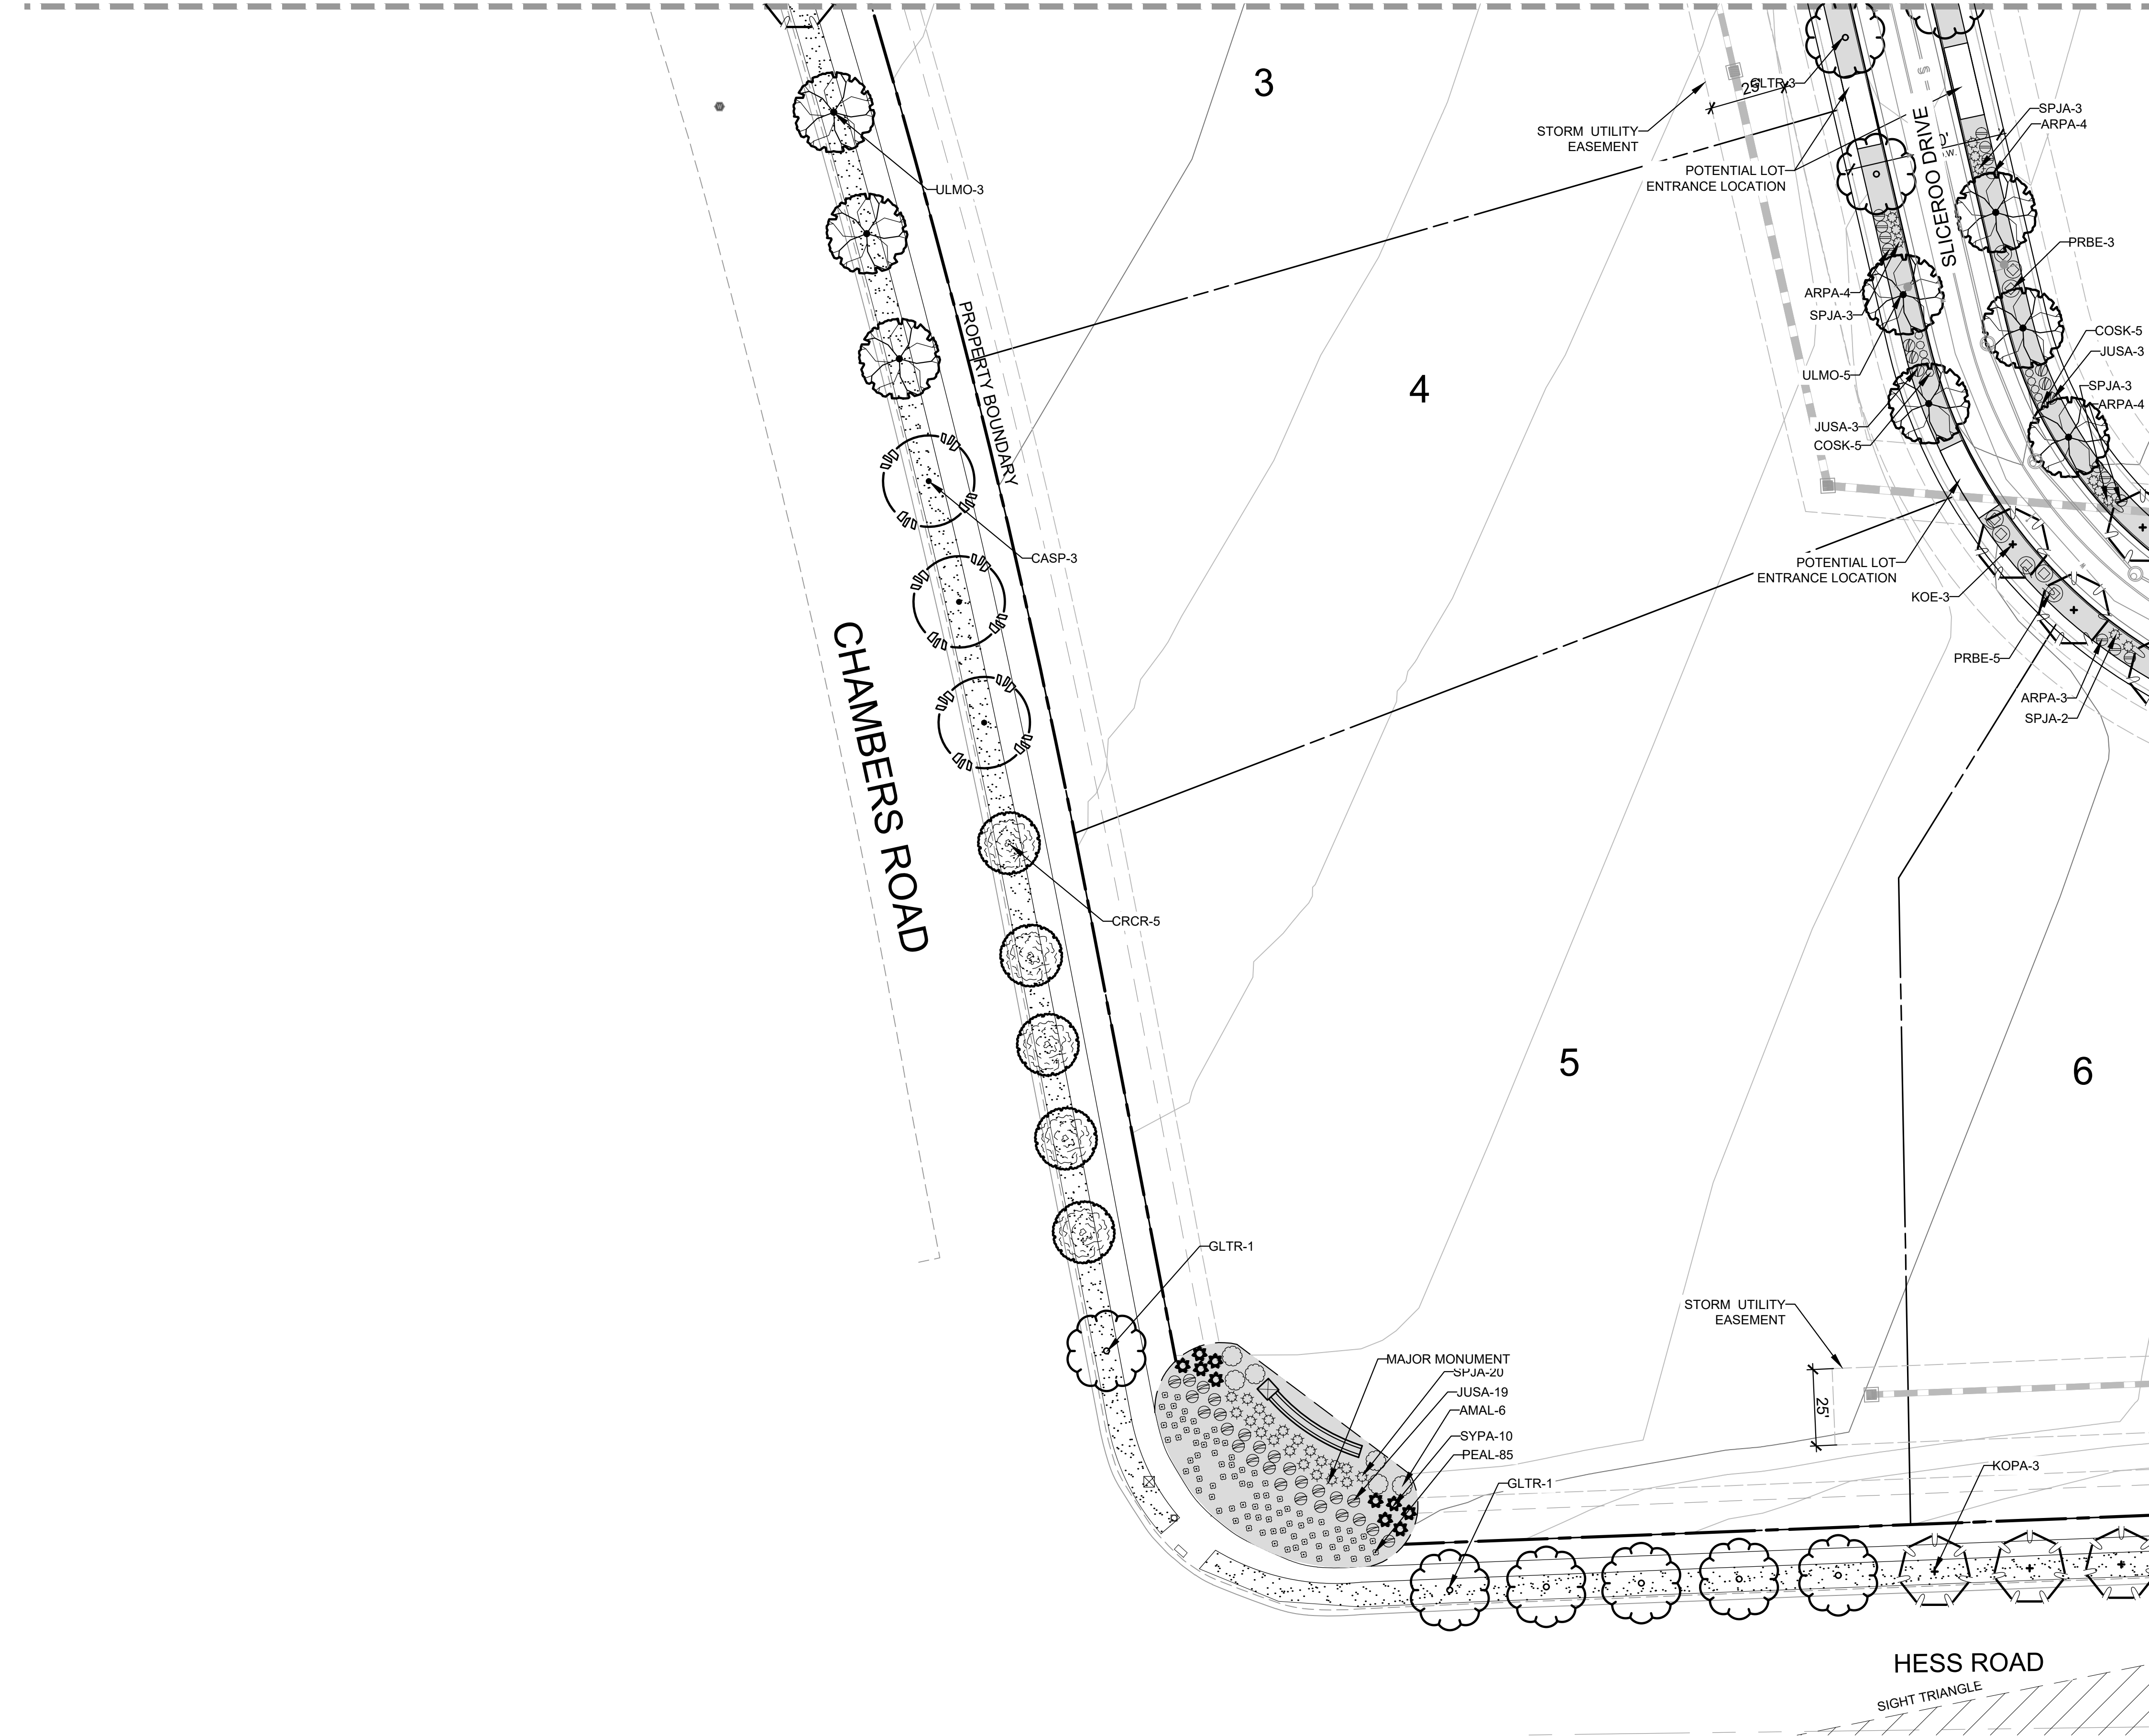 3
GLTR-3
25'
STORM UTILITY
EASEMENT
POTENTIAL LOT
ENTRANCE LOCATION
SLICEROO DRIVE
S
SPJA-3
ARPA-4
ULMO-3
PRBE-3
ARPA-4
SPJA-3
PROPERTY BOUNDARY
COSK-5
JUSA-3
ULMO-5
SPJA-3
4
ARPA-4
JUSA-3
COSK-5
CASP-3
POTENTIAL LOT
ENTRANCE LOCATION
KOE-3
CHAMBERS ROAD
PRBE-5
ARPA-3
SPJA-2
CRCR-5
5
6
GLTR-1
STORM UTILITY
EASEMENT
MAJOR MONUMENT
SPJA-20
JUSA-19
25'
AMAL-6
SYPA-10
PEAL-85
KOPA-3
GLTR-1
HESS ROAD
SIGHT TRIANGLE